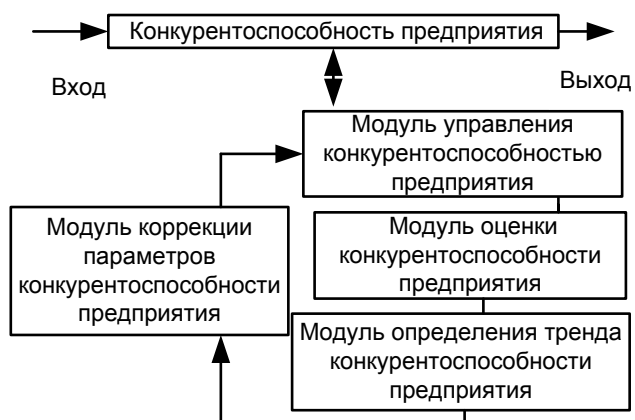 Конкурентоспособность предприятия
Вход
Выход
Модуль управления
конкурентоспособностью
предприятия
Модуль коррекции
параметров
конкурентоспособности
предприятия
Модуль оценки
конкурентоспособности
предприятия
Модуль определения тренда
конкурентоспособности
предприятия